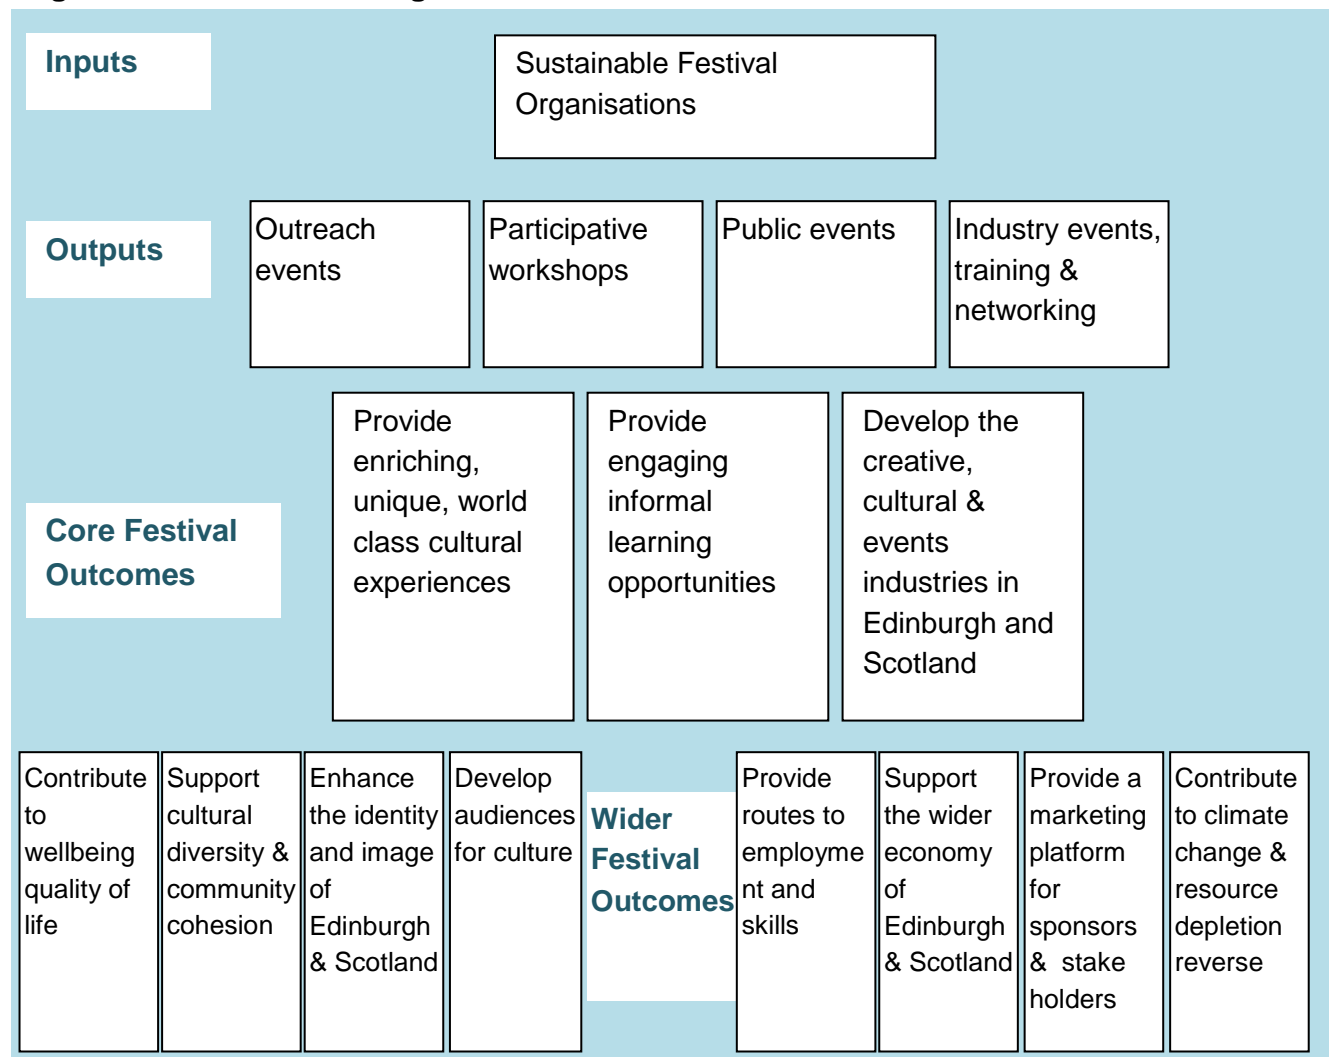 Inputs
Sustainable Festival
Organisations
Outputs
Outreach
events
Participative
workshops
Public events
Industry events,
training &
networking
Core Festival
Outcomes
Provide
enriching,
unique, world
class cultural
experiences
Provide
engaging
informal
learning
opportunities
Develop the
creative,
cultural &
events
industries in
Edinburgh and
Scotland
Contribute
to
wellbeing
quality of
life
Support
cultural
diversity &
community
cohesion
Enhance
the identity
and image
of
Edinburgh
& Scotland
Develop
audiences
for culture
Wider
Festival
Outcomes
Provide
routes to
employme
nt and
skills
Support
the wider
economy
of
Edinburgh
& Scotland
Provide a
marketing
platform
for
sponsors
& stake
holders
Contribute
to climate
change &
resource
depletion
reverse